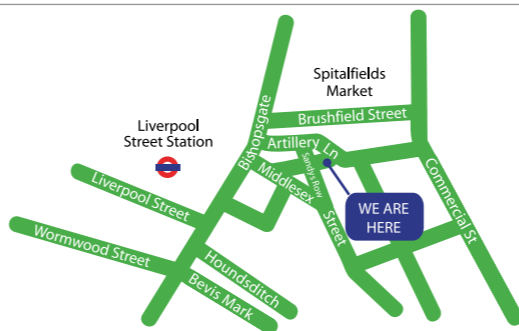 Spitalfields
Market
Brushfield Street
Bishopsgate
Liverpool
Street Station
Artillery Ln
Sandys Row
Middlesex Street
Liverpool Street
WE ARE
HERE
Commercial St
Wormwood Street
Houndsditch
Bevis Mark